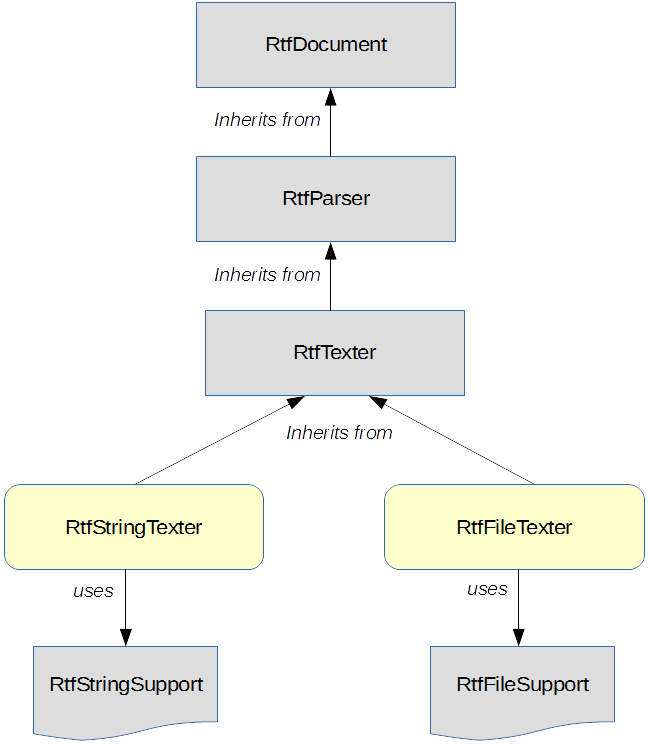 RtfDocument
Inherits from
RtfParser
Inherits from
RtfTexter
Inherits from
RtfStringTexter
RtfFileTexter
uses
uses
RtfStringSupport
RtfFileSupport